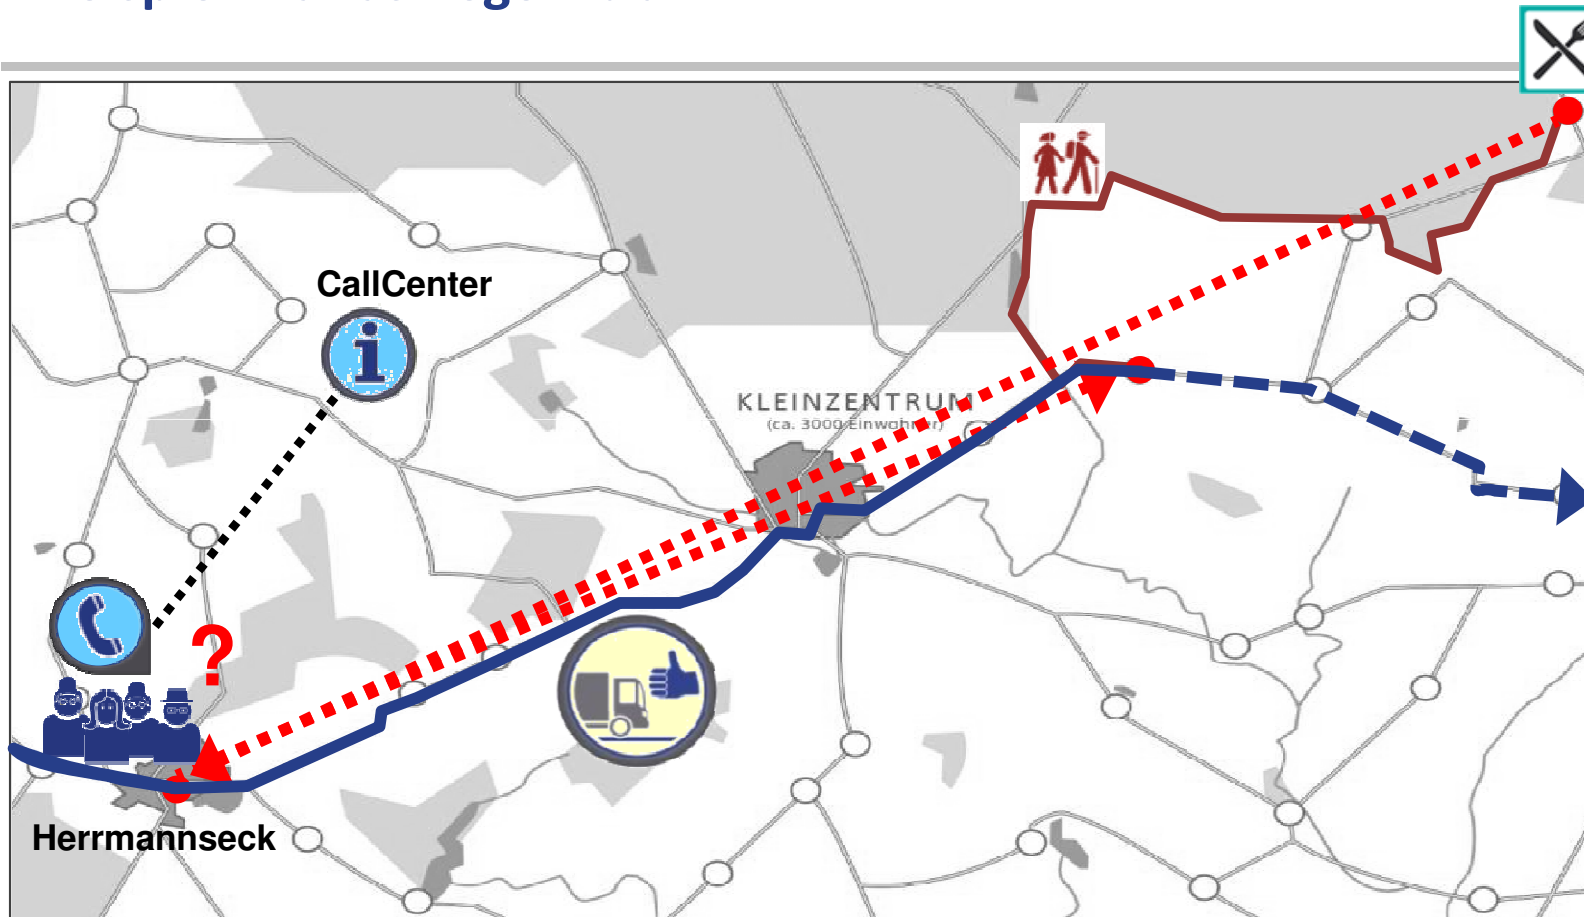 CallCenter
KLEINZENTRUM
(ca. 3000 Einwohner)
?
Herrmannseck